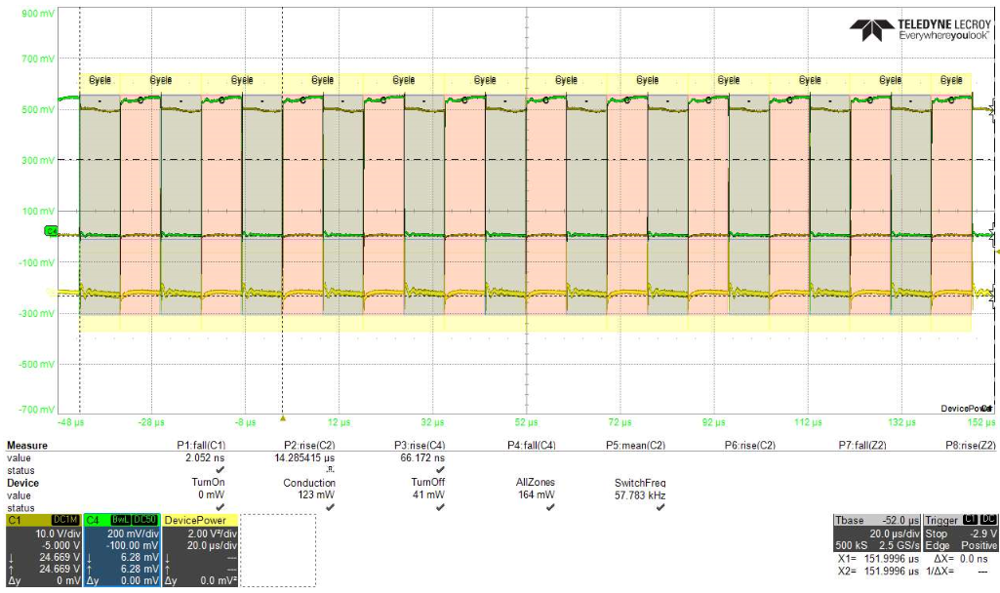 900 mV
TELEDYNE LECROY
Everywhereyoulook™
700 mV
Cycle Cycle Cycle Cycle Cycle Cycle Cycle Cycle Cycle Cycle Cycle
- C - C - C - C - C - C - C - C - C - C - C
500 mV
300 mV
100 mV
C4
-100 mV
-300 mV
-500 mV
-700 mV
DevicePower
-48 µs -28 µs -8 µs 12 µs 32 µs 52 µs 72 µs 92 µs 112 µs 132 µs 152 µs
Measure P1:fall(C1) P2:rise(C2) P3:rise(C4) P4:fall(C4) P5:mean(C2) P6:rise(C2) P7:fall(Z2) P8:rise(Z2)
value 2.052 ns 14.285415 µs 66.172 ns
status
Device TurnOn Conduction TurnOff AllZones SwitchFreq
value 0 mW 123 mW 41 mW 164 mW 57.783 kHz
status
C1 DC1M C4 BwL DC50 DevicePower Tbase -52.0 µs Trigger C1 DC
10.0 V/div 200 mV/div 2.00 V²/div 20.0 µs/div Stop -2.9 V
-5.000 V -100.00 mV 20.0 µs/div 500 kS 2.5 GS/s Edge Positive
↓ 24.669 V ↓ 6.28 mV ↓ --- X1= 151.9996 µs ΔX= 0.0 ns
↑ 24.669 V ↑ 6.28 mV ↑ --- X2= 151.9996 µs 1/ΔX= ---
Δy 0 mV Δy 0.00 mV Δy 0.0 mV²